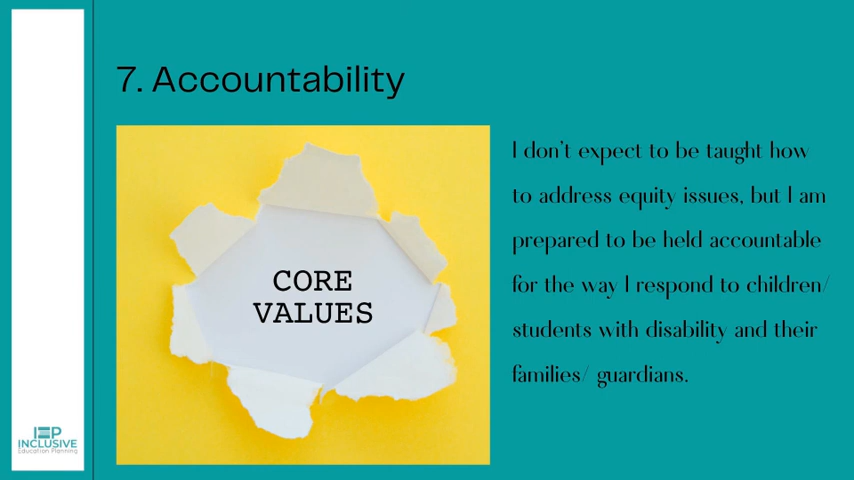 7. Accountability
CORE
VALUES
I don't expect to be taught how
to address equity issues, but I am
prepared to be held accountable
for the way I respond to children/
students with disability and their
families/ guardians.
IEP
INCLUSIVE
Education Planning